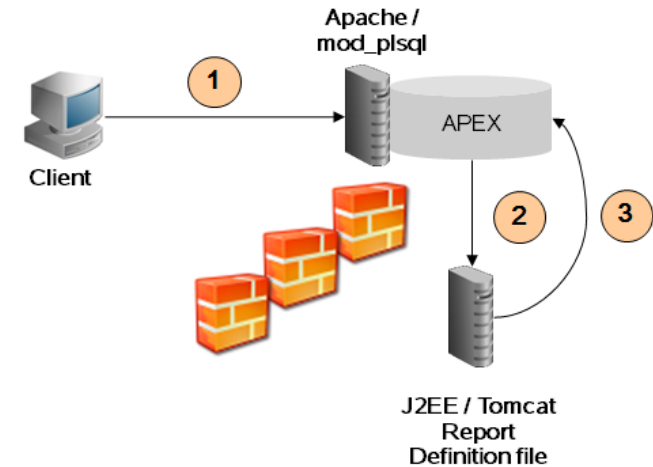 Apache /
mod_plsql
1
APEX
Client
2
3
J2EE / Tomcat
Report
Definition file